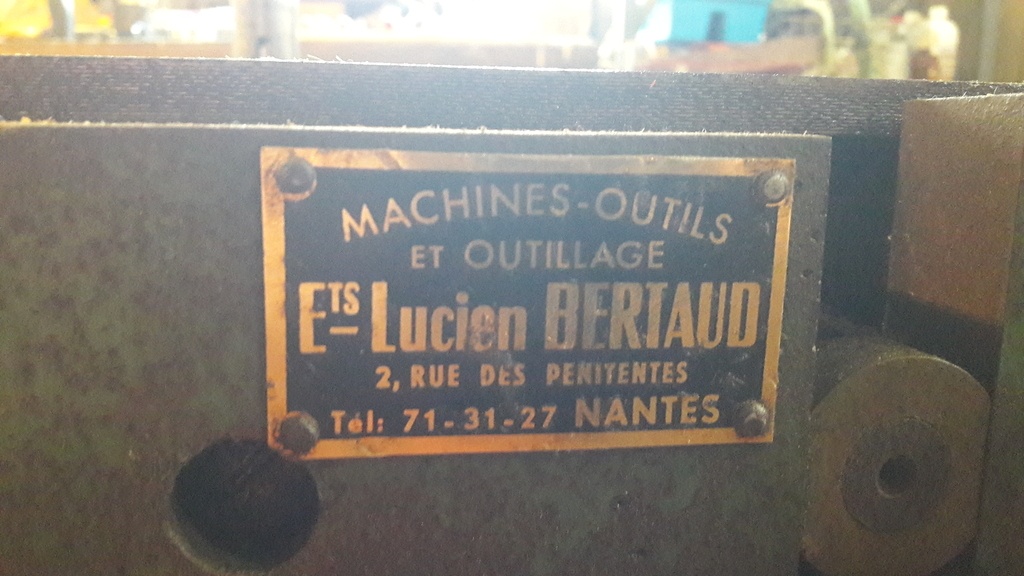 MACHINES-OUTILS
ET OUTILLAGE
ETS Lucien BERTAUD
2, RUE DES PENITENTES
Tél: 71-31-27 NANTES